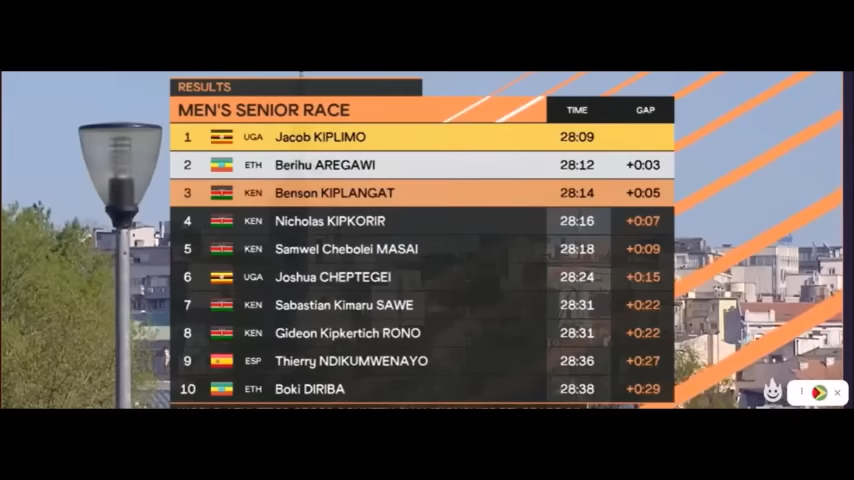 RESULTS
MEN'S SENIOR RACE TIME GAP
1 UGA Jacob KIPLIMO 28:09
2 ETH Berihu AREGAWI 28:12 +0:03
3 KEN Benson KIPLANGAT 28:14 +0:05
4 KEN Nicholas KIPKORIR 28:16 +0:07
5 KEN Samwel Chebolei MASAI 28:18 +0:09
6 UGA Joshua CHEPTEGEI 28:24 +0:15
7 KEN Sabastian Kimaru SAWE 28:31 +0:22
8 KEN Gideon Kipkertich RONO 28:31 +0:22
9 ESP Thierry NDIKUMWENAYO 28:36 +0:27
10 ETH Boki DIRIBA 28:38 +0:29